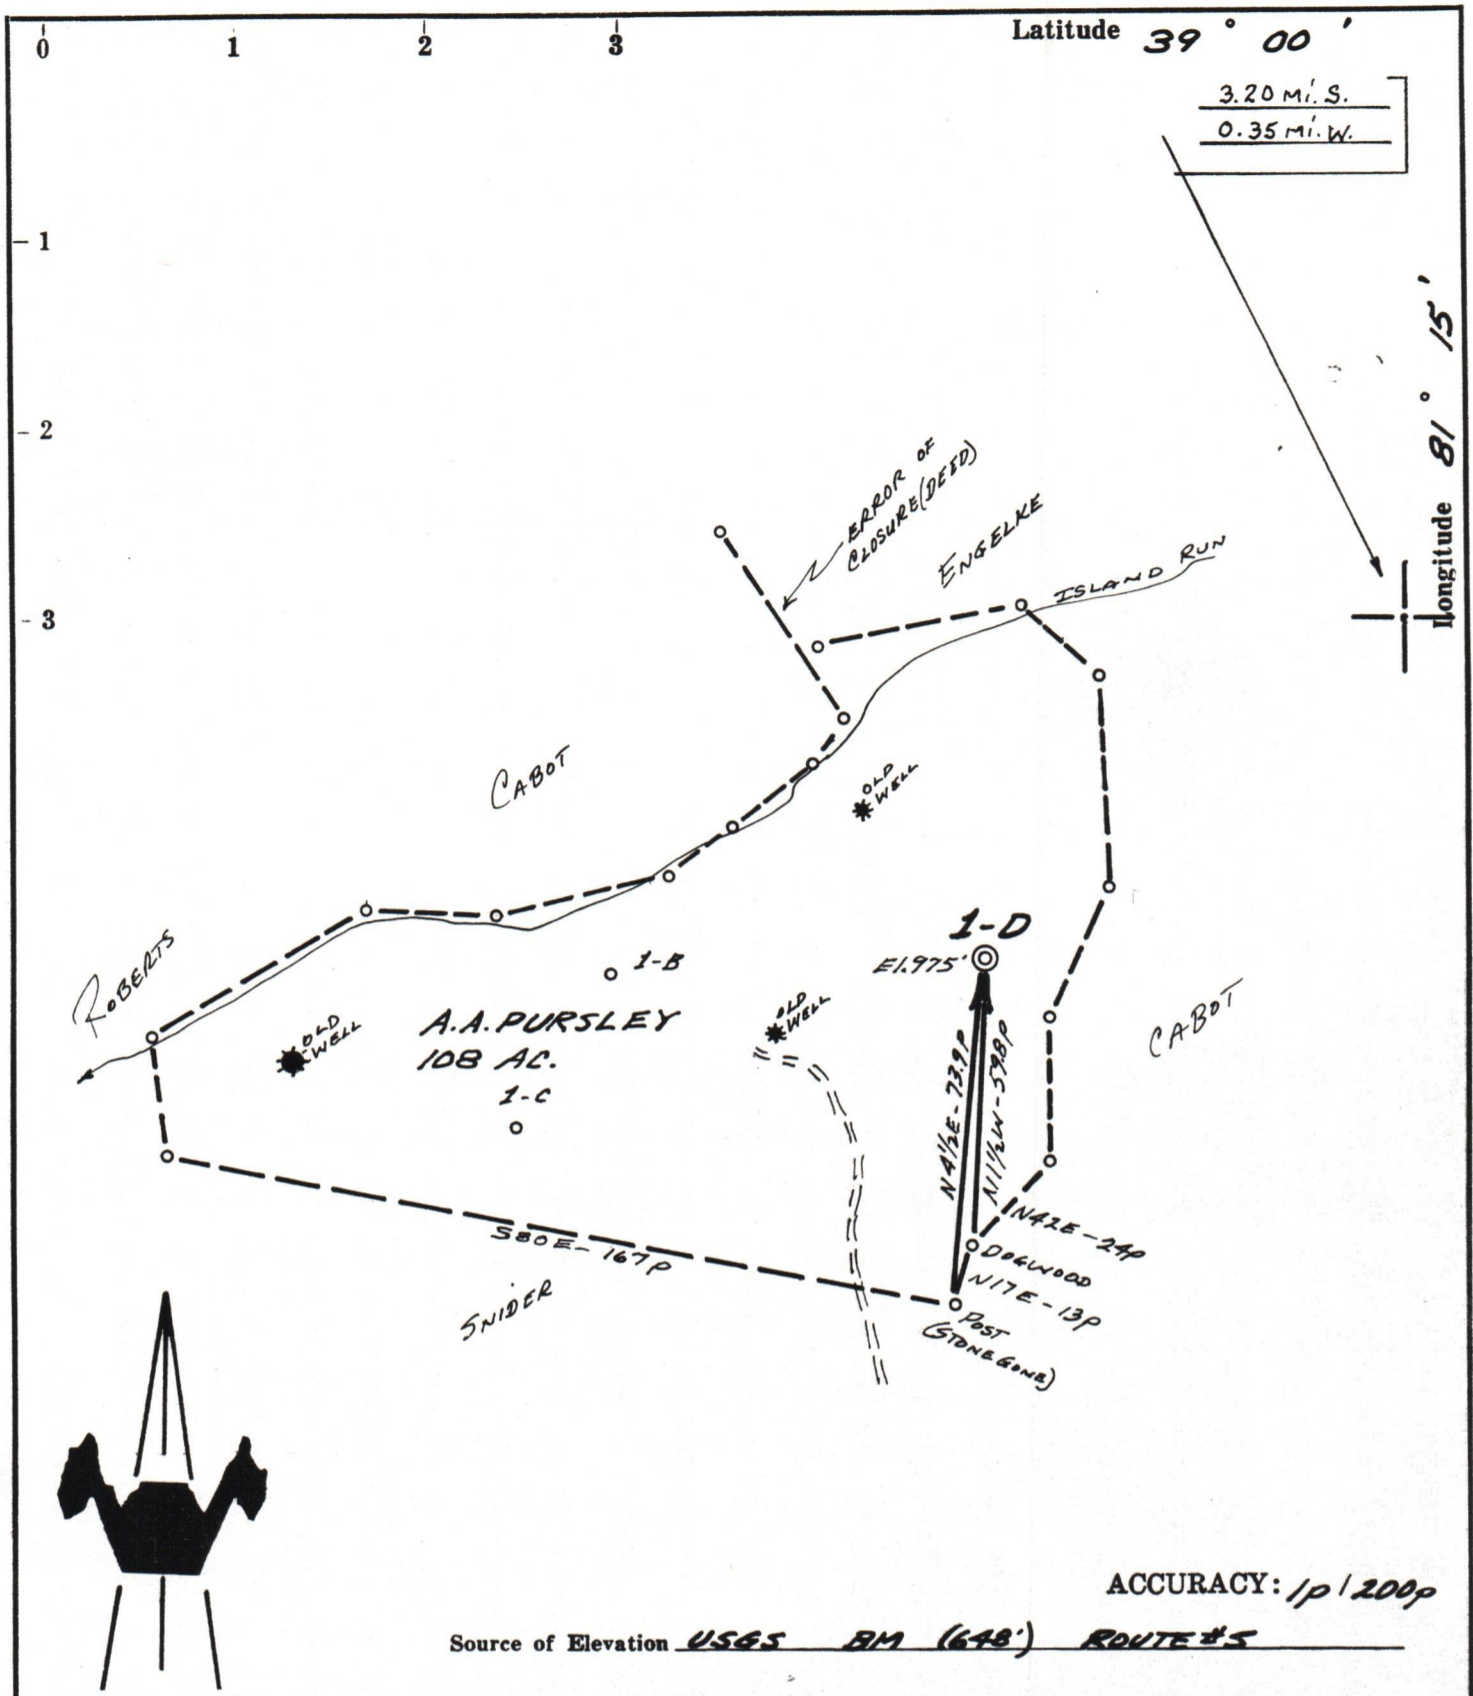 0 1 2 3
Latitude 39° 00'
3.20 mi. S.
0.35 mi. W.
- 1
- 2
- 3
Longitude 81° 15'
ERROR OF
CLOSURE (DEED)
ENGELKE
ISLAND RUN
CABOT
OLD
WELL
ROBERTS
1-D
El. 975'
1-B
OLD
WELL
A.A. PURSLEY
108 AC.
OLD
WELL
CABOT
1-C
N4½E - 73.9P
N11½W - 59.8P
N42E - 24P
DOGWOOD
N17E - 13P
S80E - 167P
SNIDER
POST
(STONE GONE)
ACCURACY: 1p / 200p
Source of Elevation USGS BM (648') ROUTE #5